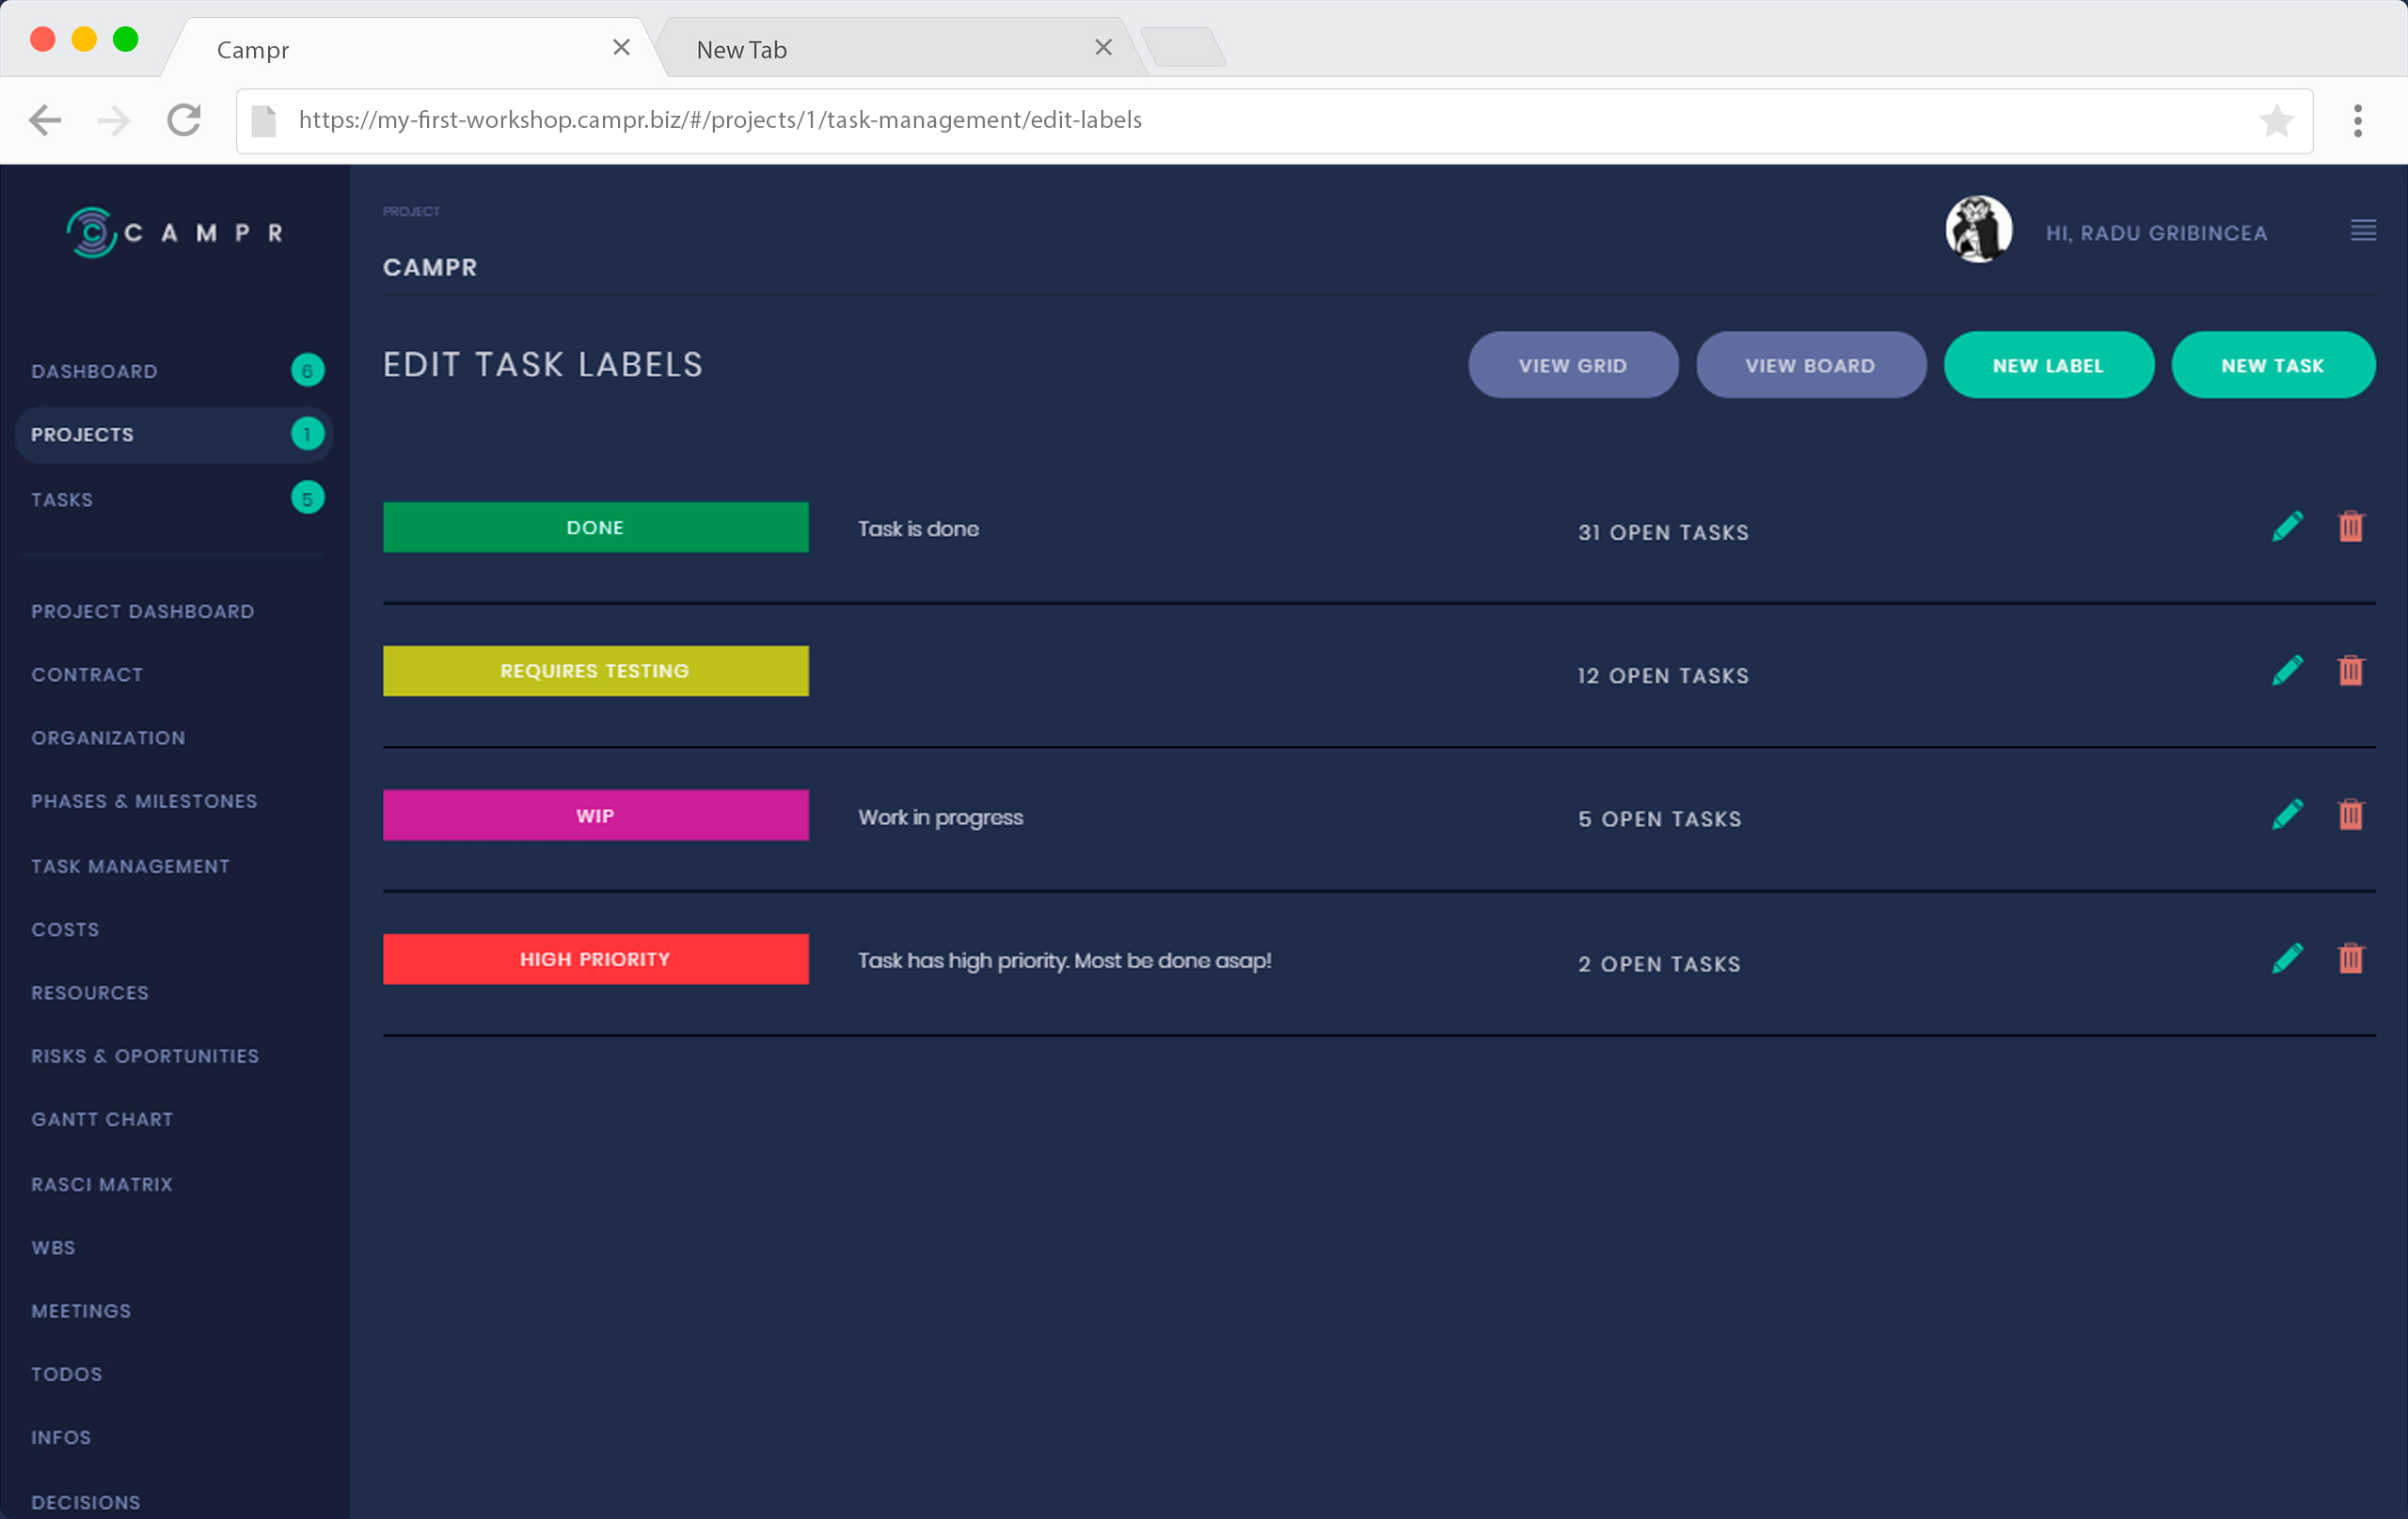 Campr
New Tab
https://my-first-workshop.campr.biz/#/projects/1/task-management/edit-labels
CAMPR
PROJECT
CAMPR
HI, RADU GRIBINCEA
DASHBOARD 6
PROJECTS 1
TASKS 5
PROJECT DASHBOARD
CONTRACT
ORGANIZATION
PHASES & MILESTONES
TASK MANAGEMENT
COSTS
RESOURCES
RISKS & OPORTUNITIES
GANTT CHART
RASCI MATRIX
WBS
MEETINGS
TODOS
INFOS
DECISIONS
EDIT TASK LABELS
VIEW GRID
VIEW BOARD
NEW LABEL
NEW TASK
DONE Task is done 31 OPEN TASKS
REQUIRES TESTING 12 OPEN TASKS
WIP Work in progress 5 OPEN TASKS
HIGH PRIORITY Task has high priority. Most be done asap! 2 OPEN TASKS